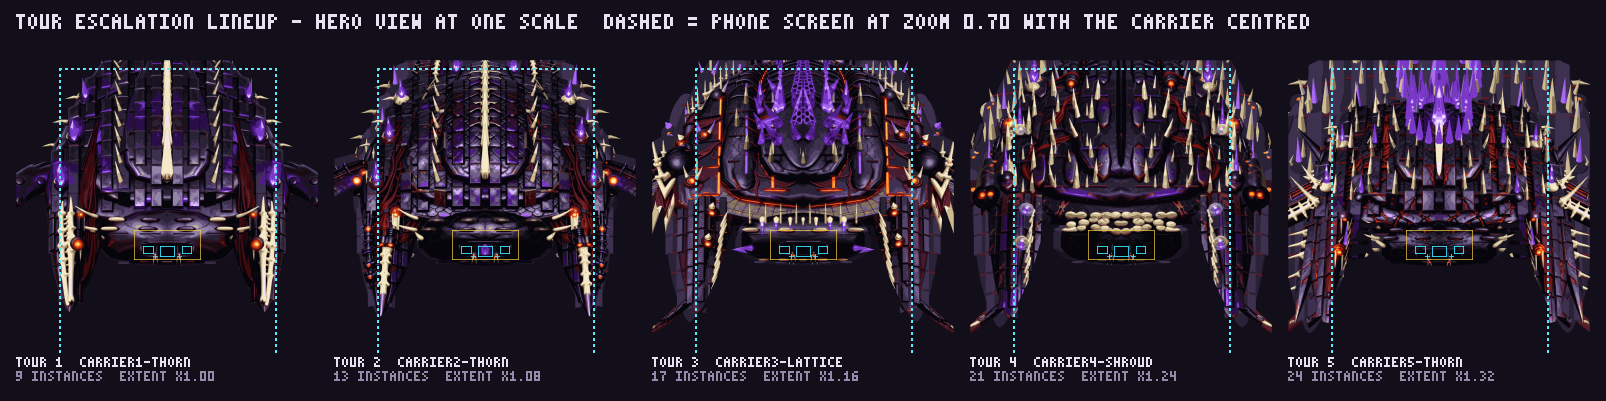 TOUR ESCALATION LINEUP - HERO VIEW AT ONE SCALE  DASHED = PHONE SCREEN AT ZOOM 0.70 WITH THE CARRIER CENTRED
TOUR 1  CARRIER1-THORN
9 INSTANCES  EXTENT X1.00
TOUR 2  CARRIER2-THORN
13 INSTANCES  EXTENT X1.08
TOUR 3  CARRIER3-LATTICE
17 INSTANCES  EXTENT X1.16
TOUR 4  CARRIER4-SHROUD
21 INSTANCES  EXTENT X1.24
TOUR 5  CARRIER5-THORN
24 INSTANCES  EXTENT X1.32